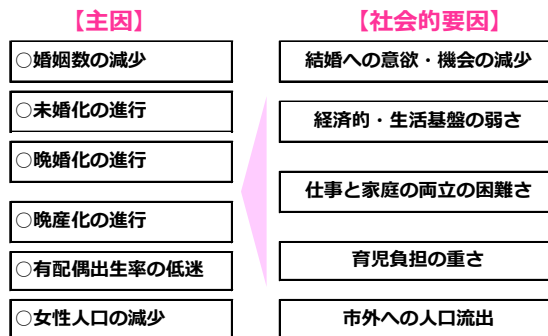 【主因】
○婚姻数の減少
○未婚化の進行
○晩婚化の進行
○晩産化の進行
○有配偶出生率の低迷
○女性人口の減少
【社会的要因】
結婚への意欲・機会の減少
経済的・生活基盤の弱さ
仕事と家庭の両立の困難さ
育児負担の重さ
市外への人口流出